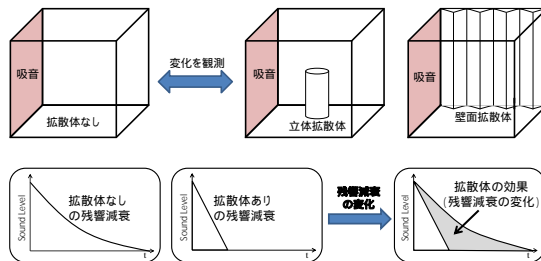 吸音
拡散体なし
変化を観測
吸音
立体拡散体
吸音
壁面拡散体
Sound Level
拡散体なし
の残響減衰
t
Sound Level
拡散体あり
の残響減衰
t
残響減衰
の変化
Sound Level
拡散体の効果
(残響減衰の変化)
t